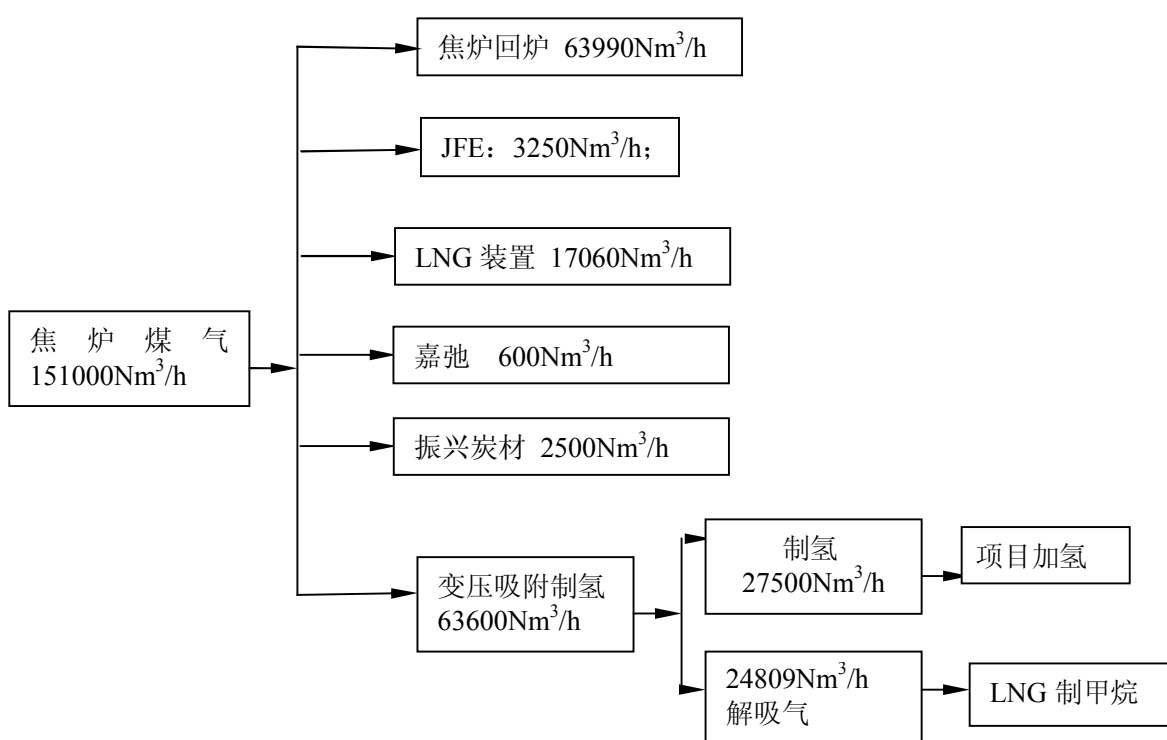 焦炉回炉 63990Nm³/h
JFE：3250Nm³/h；
LNG 装置 17060Nm³/h
焦炉煤气
151000Nm³/h
嘉弛 600Nm³/h
振兴炭材 2500Nm³/h
变压吸附制氢
63600Nm³/h
制氢
27500Nm³/h
项目加氢
24809Nm³/h
解吸气
LNG 制甲烷